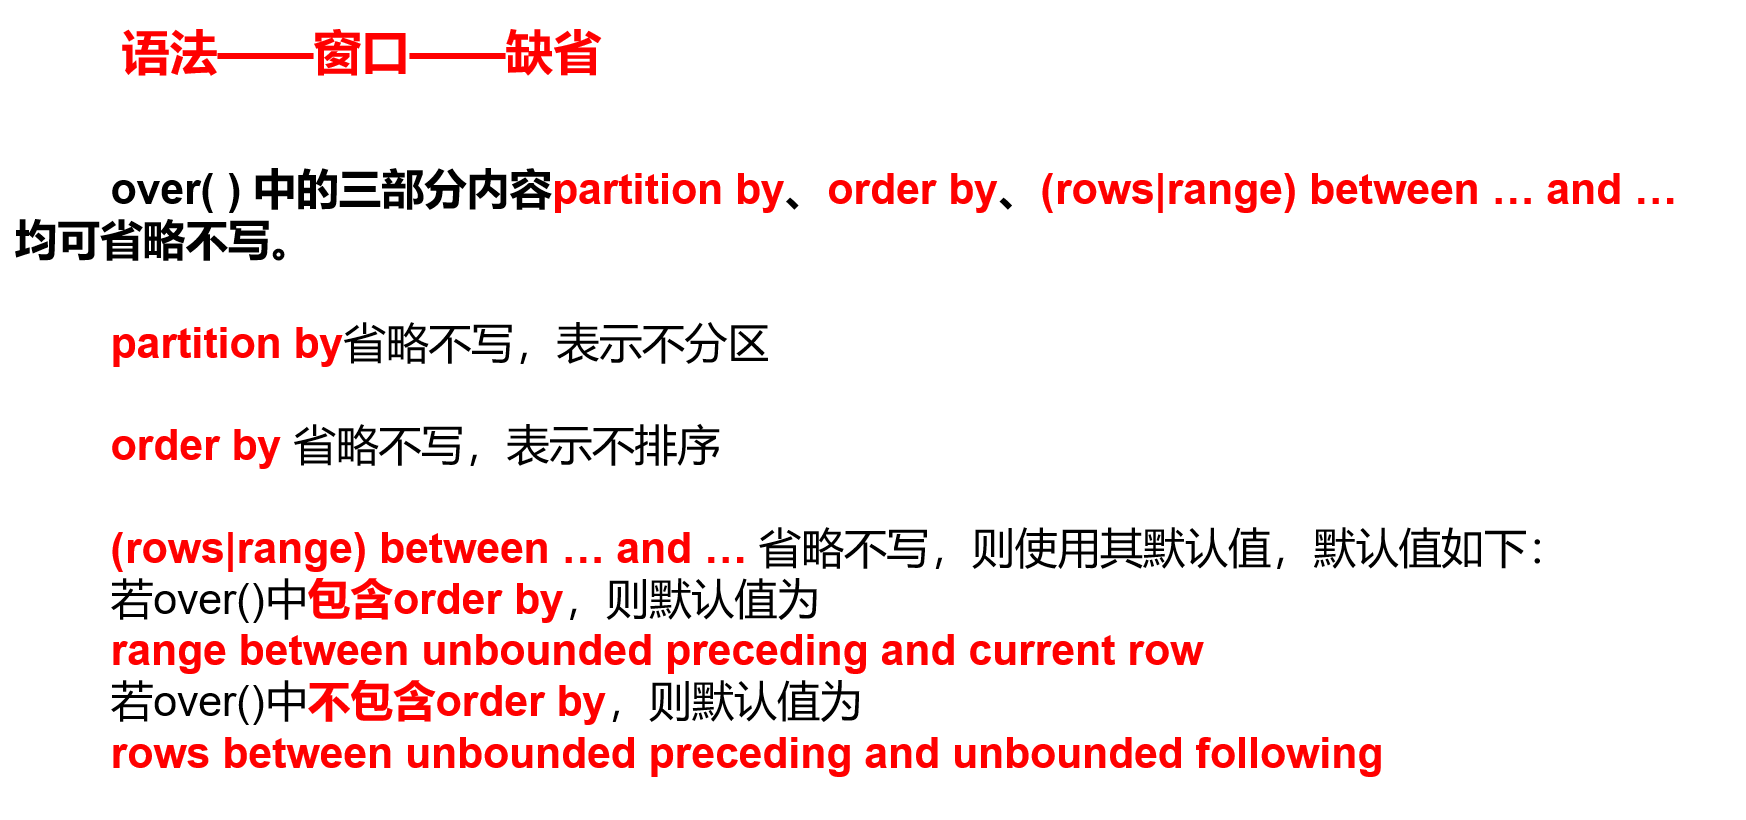 语法——窗口——缺省
over( ) 中的三部分内容partition by、order by、(rows|range) between … and …
均可省略不写。
partition by省略不写，表示不分区
order by 省略不写，表示不排序
(rows|range) between … and … 省略不写，则使用其默认值，默认值如下：
若over()中包含order by，则默认值为
range between unbounded preceding and current row
若over()中不包含order by，则默认值为
rows between unbounded preceding and unbounded following